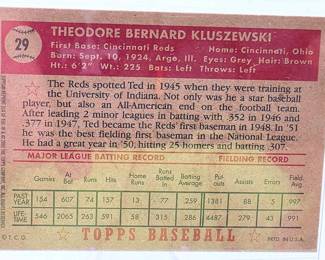 29
THEODORE BERNARD KLUSZEWSKI
First Base: Cincinnati Reds Home: Cincinnati, Ohio
Born: Sept. 10, 1924, Argo, Ill. Eyes: Grey Hair: Brown
Ht.: 6'2" Wt.: 225 Bats: Left Throws: Left
The Reds spotted Ted in 1945 when they were training at
the University of Indiana. Not only was he a star baseball
player, but also an All-American end on the football team.
After leading 2 minor leagues in batting with 352 in 1946 and
377 in 1947, Ted became the Reds' first baseman in 1948. In '51
he was the best fielding first baseman in the National League.
He had a great year in '50, hitting 25 homers and batting .307.
MAJOR LEAGUE BATTING RECORD FIELDING RECORD
Games At Bat Runs Hits Home Runs Runs Batted In Batting Average Put-outs Assists Errors Field. Avg.
PAST YEAR 154 607 74 157 13 77 .259 1381 88 5 .997
LIFE-TIME 546 2065 263 591 58 315 .286 4487 279 43 .991
© T.C.G. TOPPS BASEBALL PRTD. IN U.S.A.